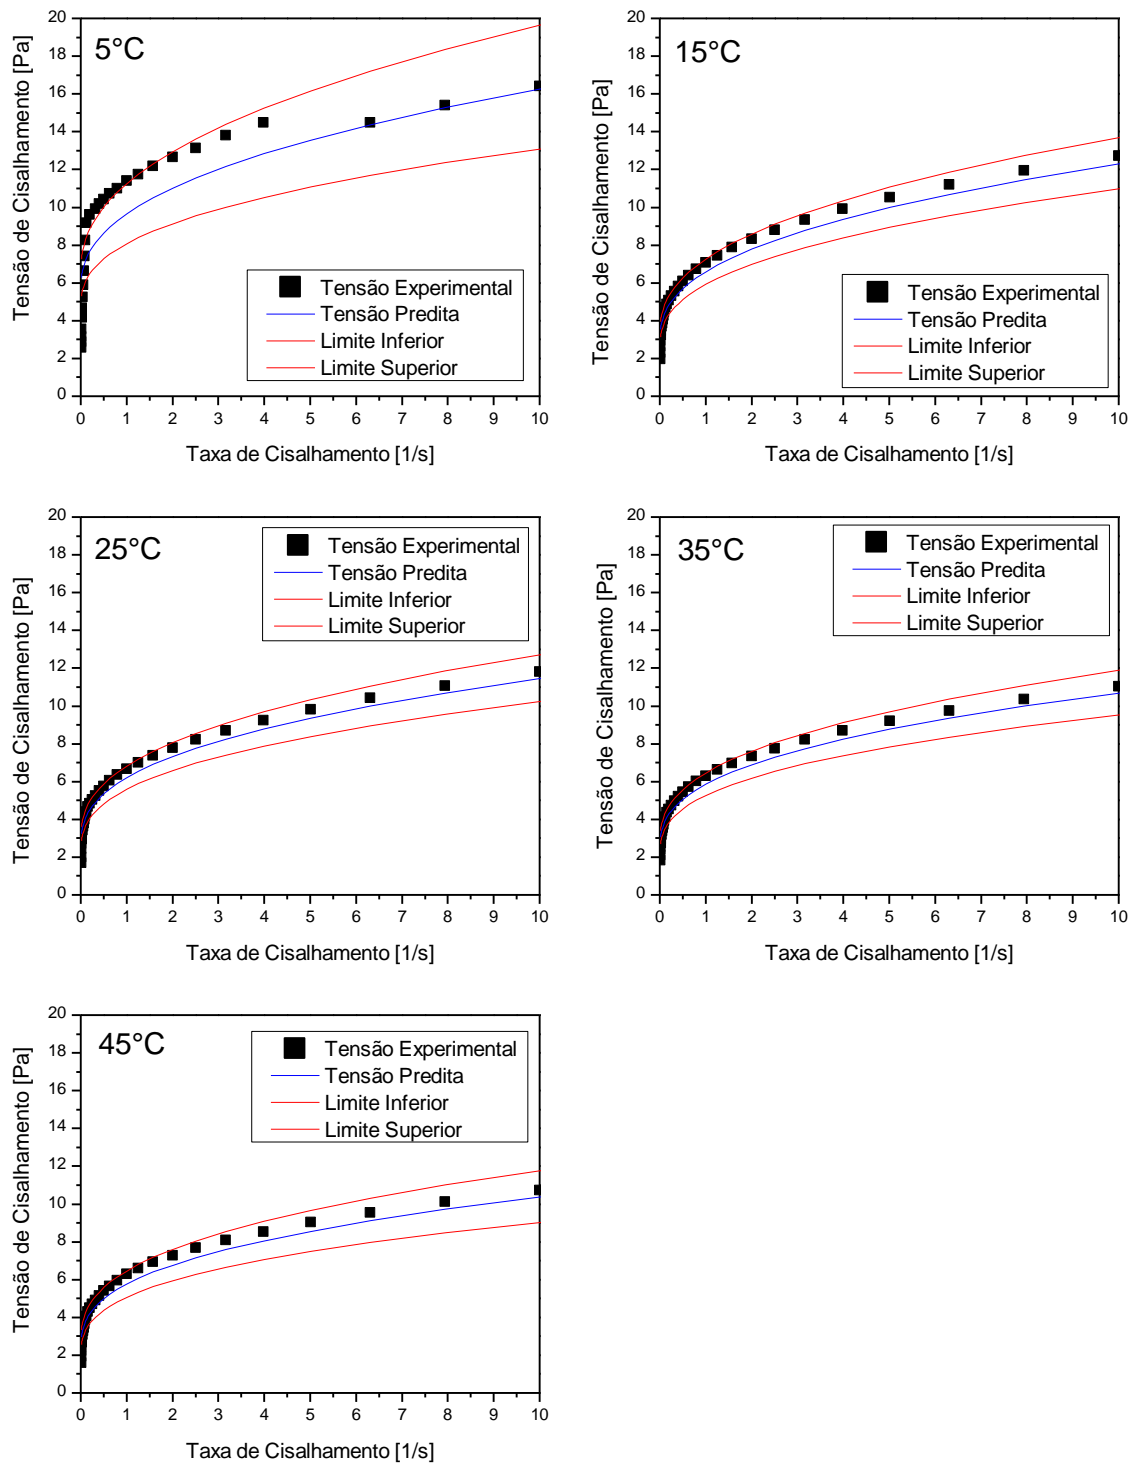 5°C
Tensão de Cisalhamento [Pa]
20
18
16
14
12
10
8
6
4
2
0
Tensão Experimental
Tensão Predita
Limite Inferior
Limite Superior
0 1 2 3 4 5 6 7 8 9 10
Taxa de Cisalhamento [1/s]
15°C
Tensão de Cisalhamento [Pa]
20
18
16
14
12
10
8
6
4
2
0
Tensão Experimental
Tensão Predita
Limite Inferior
Limite Superior
0 1 2 3 4 5 6 7 8 9 10
Taxa de Cisalhamento [1/s]
25°C
Tensão de Cisalhamento [Pa]
20
18
16
14
12
10
8
6
4
2
0
Tensão Experimental
Tensão Predita
Limite Inferior
Limite Superior
0 1 2 3 4 5 6 7 8 9 10
Taxa de Cisalhamento [1/s]
35°C
Tensão de Cisalhamento [Pa]
20
18
16
14
12
10
8
6
4
2
0
Tensão Experimental
Tensão Predita
Limite Inferior
Limite Superior
0 1 2 3 4 5 6 7 8 9 10
Taxa de Cisalhamento [1/s]
45°C
Tensão de Cisalhamento [Pa]
20
18
16
14
12
10
8
6
4
2
0
Tensão Experimental
Tensão Predita
Limite Inferior
Limite Superior
0 1 2 3 4 5 6 7 8 9 10
Taxa de Cisalhamento [1/s]